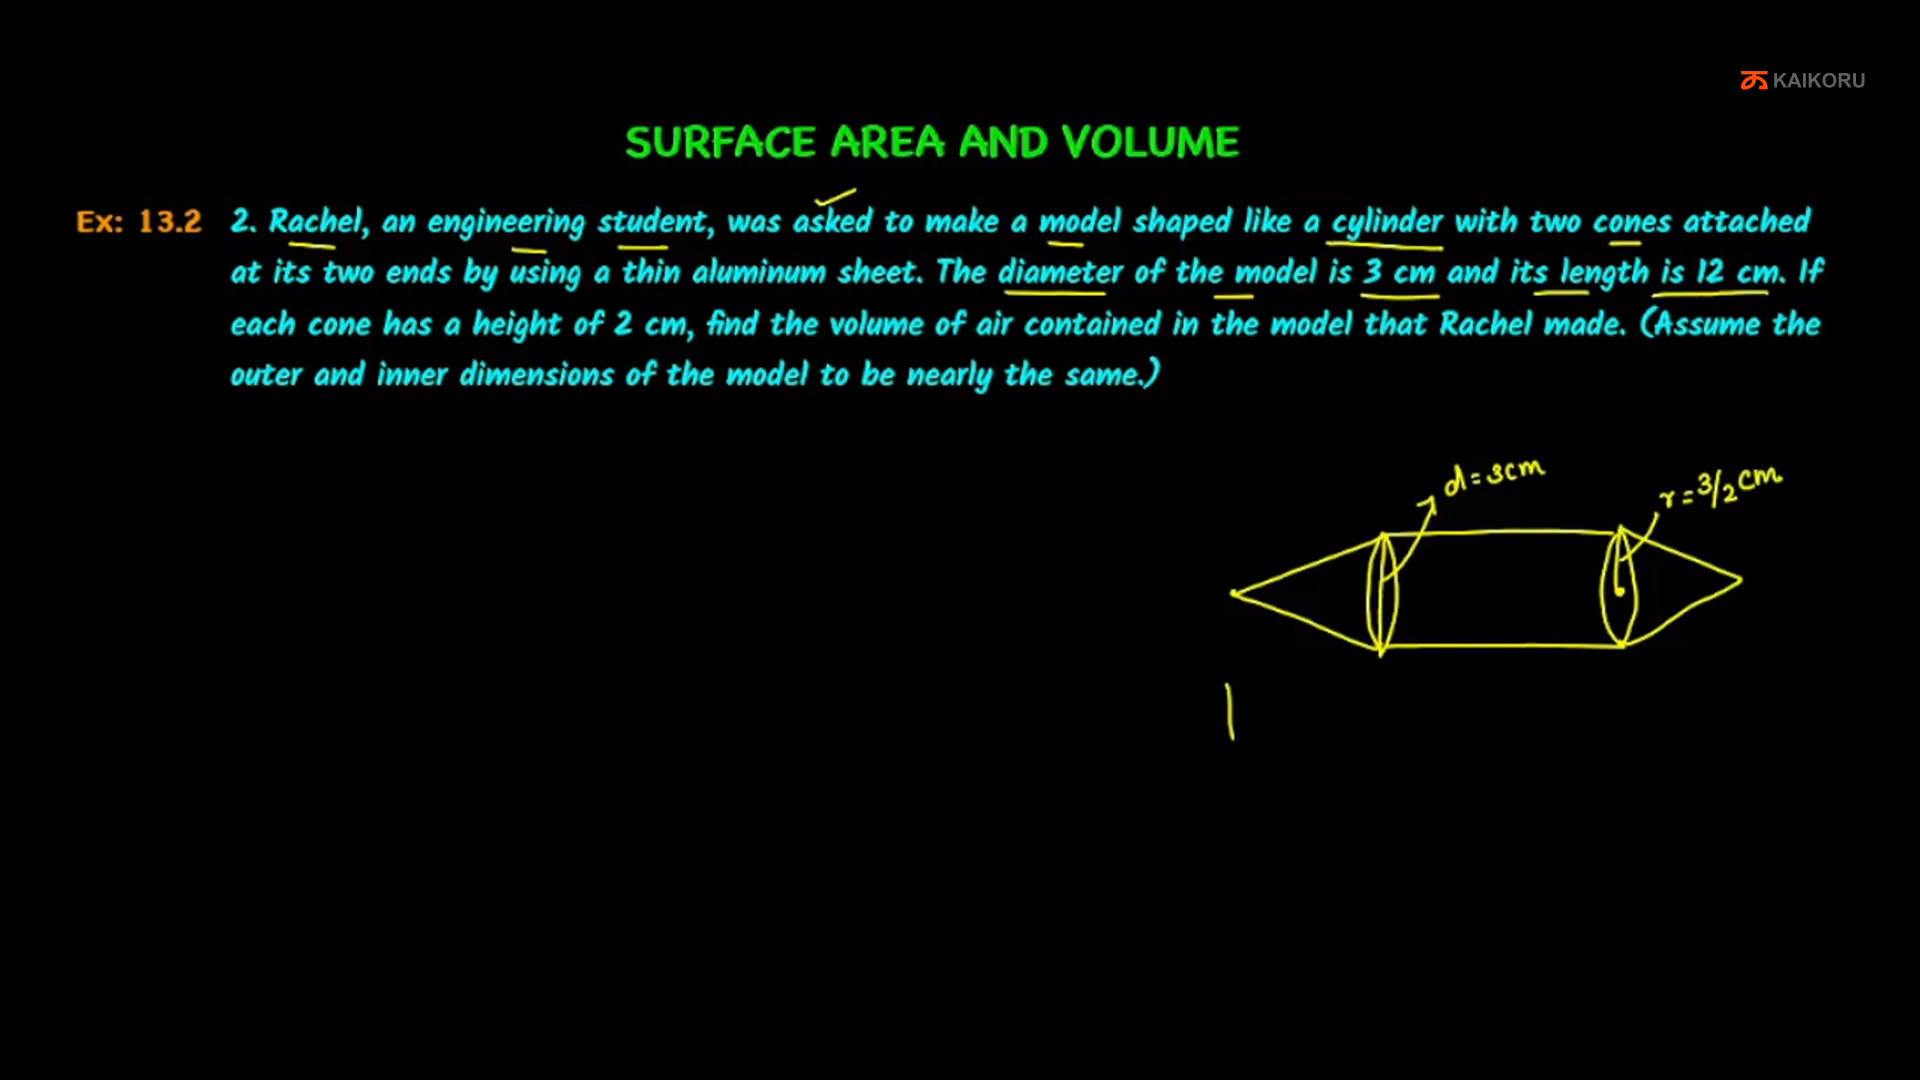 KAIKORU
SURFACE AREA AND VOLUME
Ex: 13.2 2. Rachel, an engineering student, was asked to make a model shaped like a cylinder with two cones attached
at its two ends by using a thin aluminum sheet. The diameter of the model is 3 cm and its length is 12 cm. If
each cone has a height of 2 cm, find the volume of air contained in the model that Rachel made. (Assume the
outer and inner dimensions of the model to be nearly the same.)
d=3cm
r=3/2cm